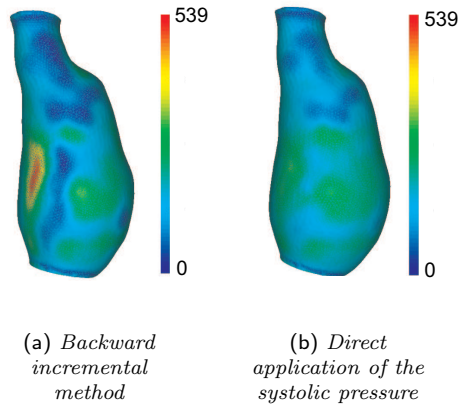 539
0
539
0
(a) Backward
incremental
method
(b) Direct
application of the
systolic pressure